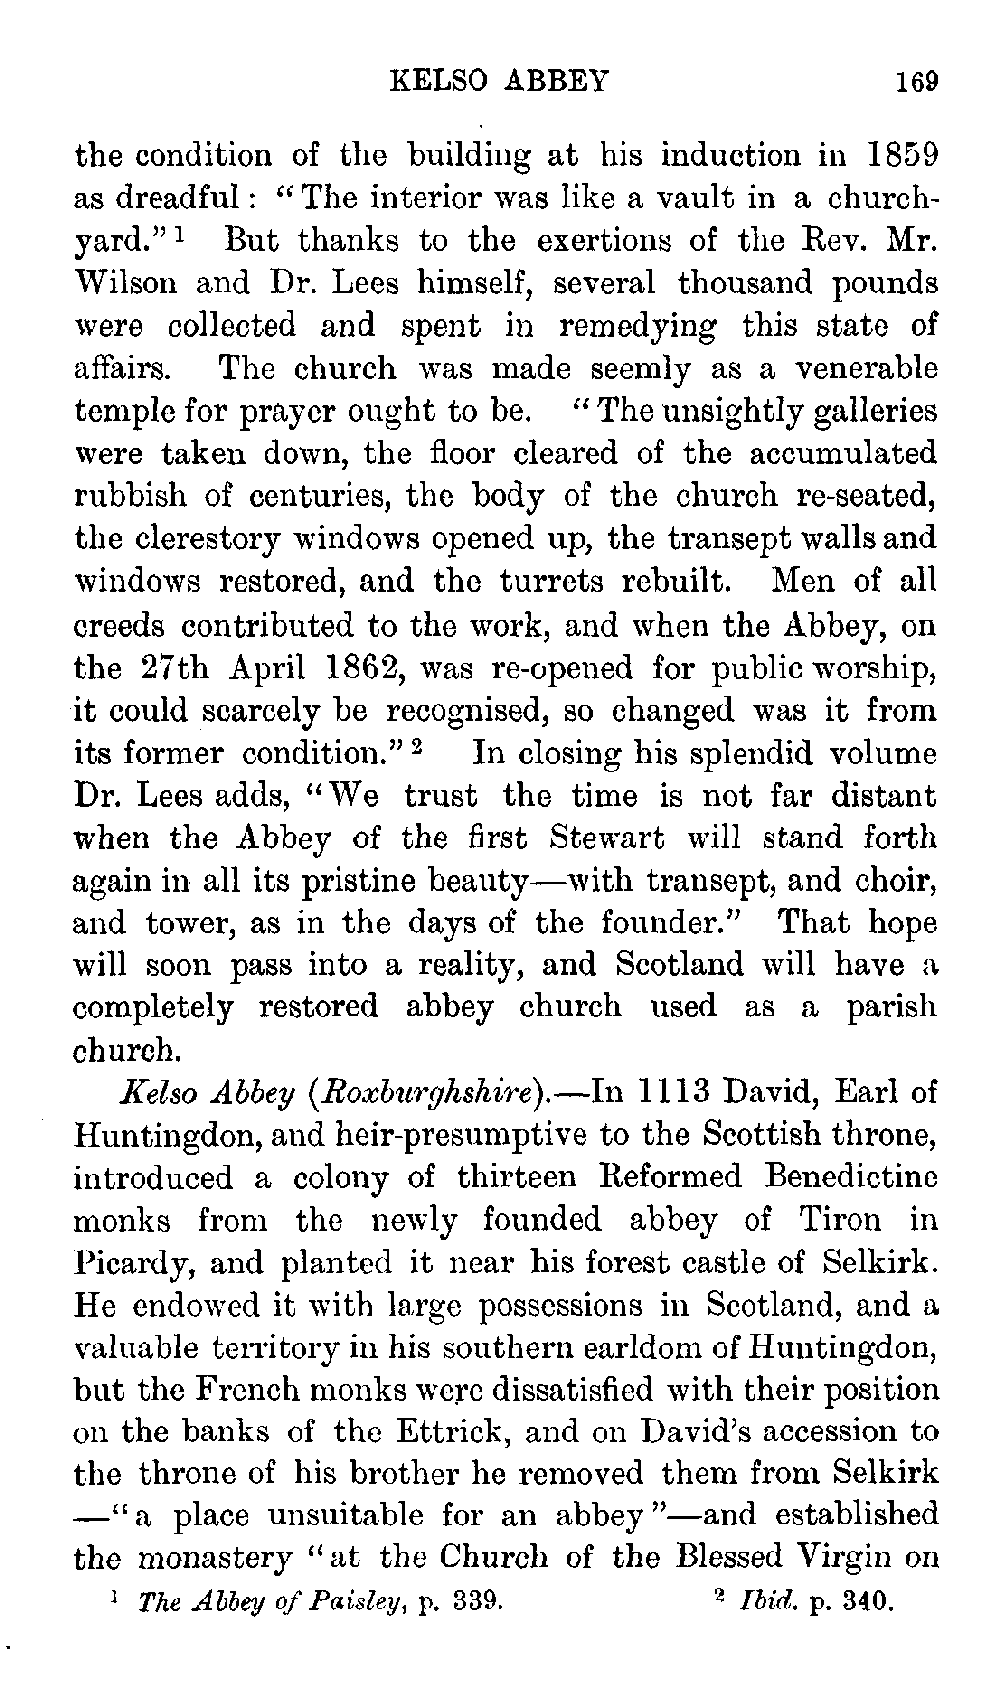 KELSO ABBEY 169
the condition of the building at his induction in 1859
as dreadful : “ The interior was like a vault in a church-
yard.” 1 But thanks to the exertions of the Rev. Mr.
Wilson and Dr. Lees himself, several thousand pounds
were collected and spent in remedying this state of
affairs. The church was made seemly as a venerable
temple for prayer ought to be. “ The unsightly galleries
were taken down, the floor cleared of the accumulated
rubbish of centuries, the body of the church re-seated,
the clerestory windows opened up, the transept walls and
windows restored, and the turrets rebuilt. Men of all
creeds contributed to the work, and when the Abbey, on
the 27th April 1862, was re-opened for public worship,
it could scarcely be recognised, so changed was it from
its former condition.” 2 In closing his splendid volume
Dr. Lees adds, “ We trust the time is not far distant
when the Abbey of the first Stewart will stand forth
again in all its pristine beauty—with transept, and choir,
and tower, as in the days of the founder.” That hope
will soon pass into a reality, and Scotland will have a
completely restored abbey church used as a parish
church.
Kelso Abbey (Roxburghshire).—In 1113 David, Earl of
Huntingdon, and heir-presumptive to the Scottish throne,
introduced a colony of thirteen Reformed Benedictine
monks from the newly founded abbey of Tiron in
Picardy, and planted it near his forest castle of Selkirk.
He endowed it with large possessions in Scotland, and a
valuable territory in his southern earldom of Huntingdon,
but the French monks were dissatisfied with their position
on the banks of the Ettrick, and on David’s accession to
the throne of his brother he removed them from Selkirk
—“ a place unsuitable for an abbey ”—and established
the monastery “ at the Church of the Blessed Virgin on
1 The Abbey of Paisley, p. 339. 2 Ibid. p. 340.